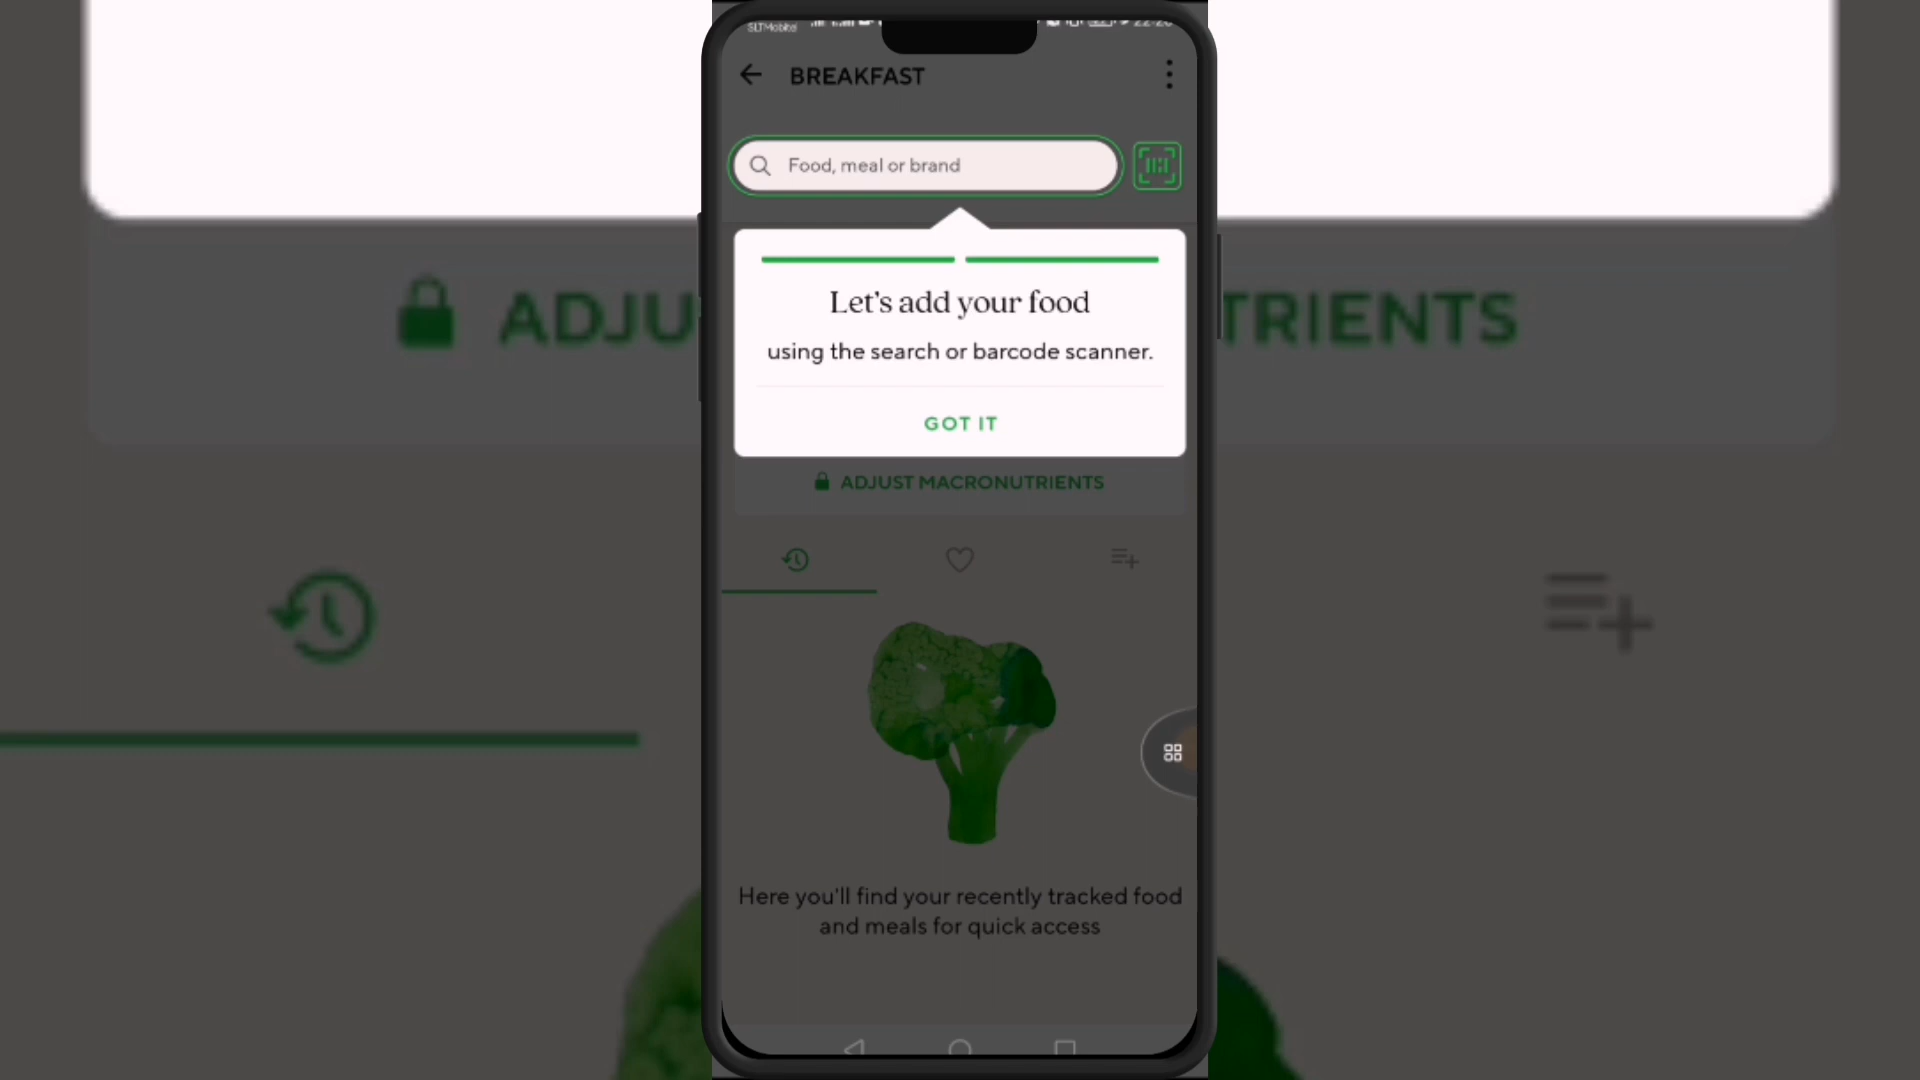 SLTMobitel
BREAKFAST
Food, meal or brand
Let's add your food
using the search or barcode scanner.
GOT IT
ADJUST MACRONUTRIENTS
Here you'll find your recently tracked food
and meals for quick access
ADJU
TRIENTS